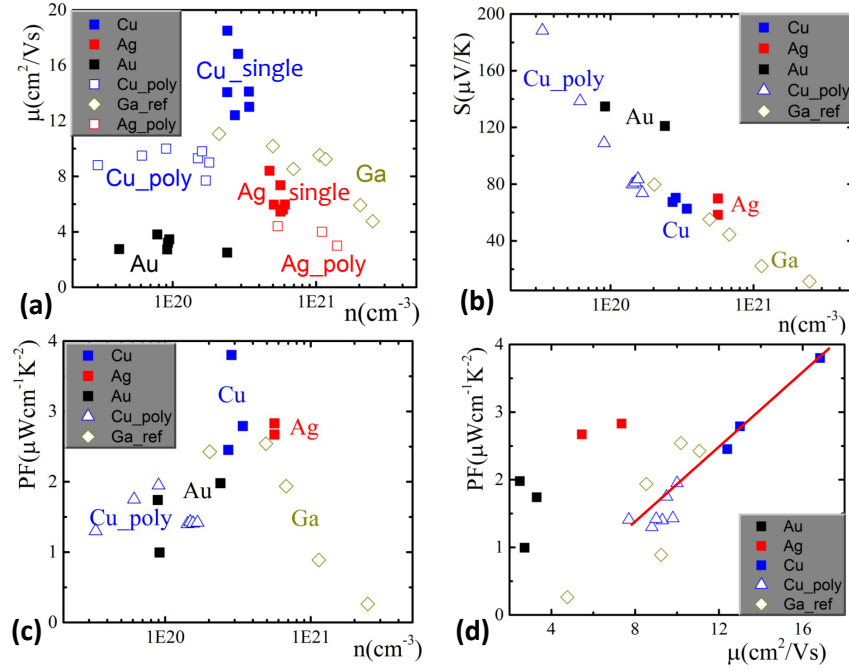 20
16
12
8
4
0
μ(cm²/Vs)
Cu
Ag
Au
Cu_poly
Ga_ref
Ag_poly
Cu_single
Cu_poly
Ag_single
Ga
Au
Ag_poly
1E20
1E21
n(cm⁻³)
(a)
200
160
120
80
40
S(μV/K)
Cu
Ag
Au
Cu_poly
Ga_ref
Cu_poly
Au
Ag
Cu
Ga
1E20
1E21
n(cm⁻³)
(b)
4
3
2
1
0
PF(μWcm⁻¹K⁻²)
Cu
Ag
Au
Cu_poly
Ga_ref
Cu
Ag
Au
Cu_poly
Ga
1E20
1E21
n(cm⁻³)
(c)
4
3
2
1
0
PF(μWcm⁻¹K⁻²)
Au
Ag
Cu
Cu_poly
Ga_ref
4
8
12
16
μ(cm²/Vs)
(d)